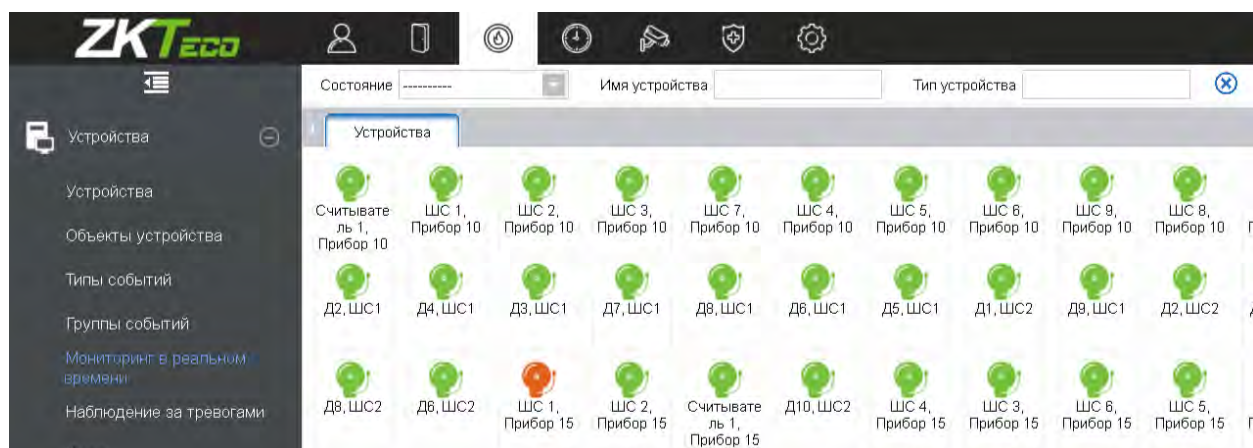 ZKTeco
Состояние ---------- Имя устройства Тип устройства
Устройства
Устройства
Устройства
Объекты устройства
Типы событий
Группы событий
Мониторинг в реальном
времени
Наблюдение за тревогами
Считывате
ль 1,
Прибор 10
ШС 1,
Прибор 10
ШС 2,
Прибор 10
ШС 3,
Прибор 10
ШС 7,
Прибор 10
ШС 4,
Прибор 10
ШС 5,
Прибор 10
ШС 6,
Прибор 10
ШС 9,
Прибор 10
ШС 8,
Прибор 10
Д2, ШС1
Д4, ШС1
Д3, ШС1
Д7, ШС1
Д8, ШС1
Д6, ШС1
Д5, ШС1
Д1, ШС2
Д9, ШС1
Д2, ШС2
Д8, ШС2
Д6, ШС2
ШС 1,
Прибор 15
ШС 2,
Прибор 15
Считывате
ль 1,
Прибор 15
Д10, ШС2
ШС 4,
Прибор 15
ШС 3,
Прибор 15
ШС 6,
Прибор 15
ШС 5,
Прибор 15